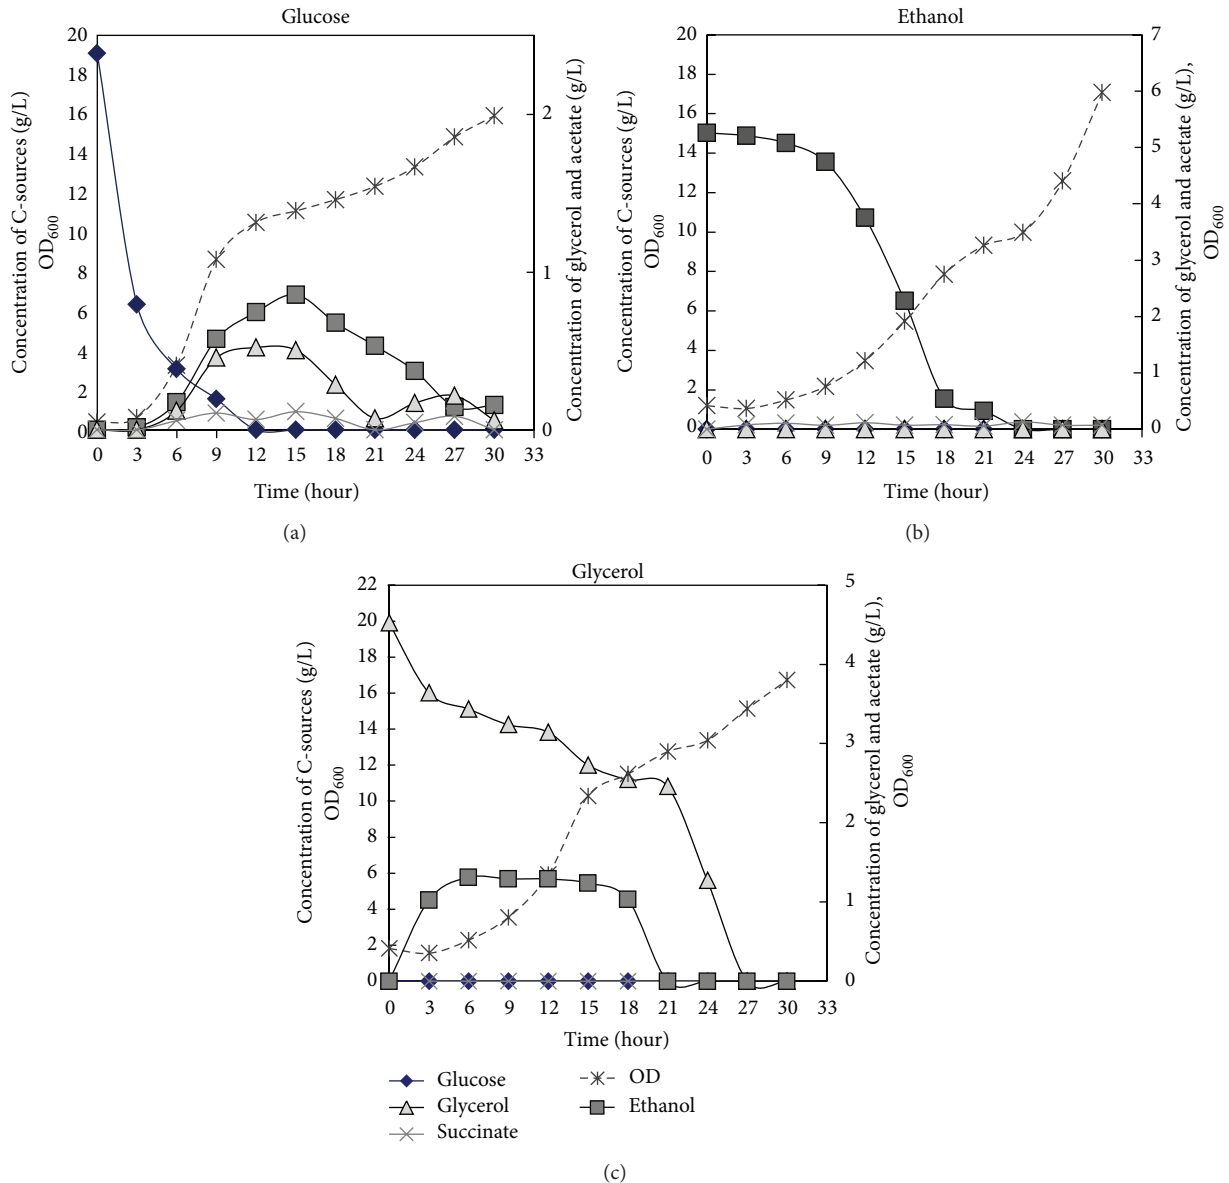 Glucose
20
18
16
14
12
10
8
6
4
2
0
2
1
0
0 3 6 9 12 15 18 21 24 27 30 33
Concentration of C-sources (g/L)
OD600
Concentration of glycerol and acetate (g/L)
Time (hour)
(a)
Ethanol
20
18
16
14
12
10
8
6
4
2
0
7
6
5
4
3
2
1
0
0 3 6 9 12 15 18 21 24 27 30 33
Concentration of C-sources (g/L)
OD600
Concentration of glycerol and acetate (g/L),
OD600
Time (hour)
(b)
Glycerol
22
20
18
16
14
12
10
8
6
4
2
0
5
4
3
2
1
0
0 3 6 9 12 15 18 21 24 27 30 33
Concentration of C-sources (g/L)
OD600
Concentration of glycerol and acetate (g/L),
OD600
Time (hour)
Glucose
Glycerol
Succinate
OD
Ethanol
(c)